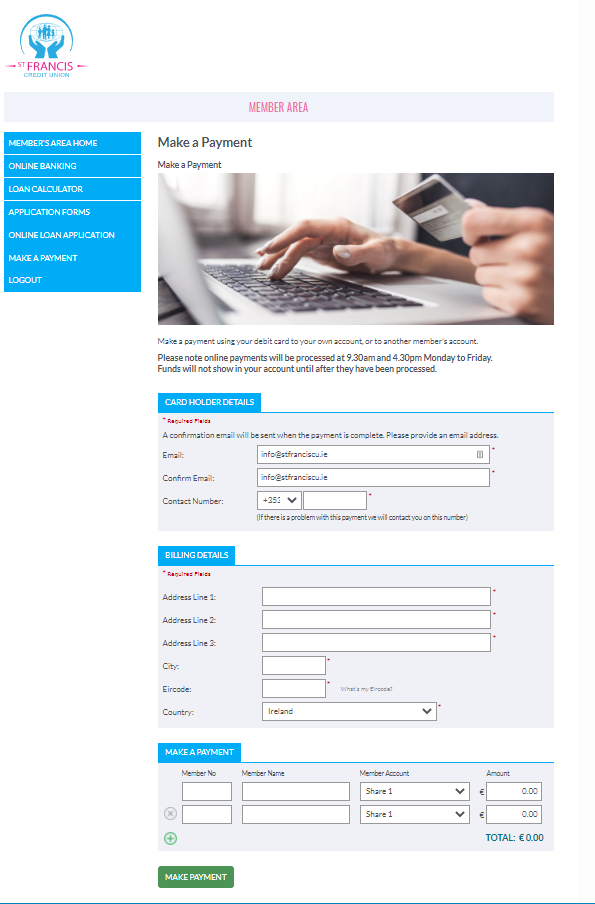 ST FRANCIS
CREDIT UNION
MEMBER AREA
MEMBER'S AREA HOME
ONLINE BANKING
LOAN CALCULATOR
APPLICATION FORMS
ONLINE LOAN APPLICATION
MAKE A PAYMENT
LOGOUT
Make a Payment
Make a Payment
Make a payment using your debit card to your own account, or to another member's account.
Please note online payments will be processed at 9.30am and 4.30pm Monday to Friday.
Funds will not show in your account until after they have been processed.
CARD HOLDER DETAILS
* Required Fields
A confirmation email will be sent when the payment is complete. Please provide an email address.
Email: info@stfranciscu.ie *
Confirm Email: info@stfranciscu.ie *
Contact Number: +353 *
(If there is a problem with this payment we will contact you on this number)
BILLING DETAILS
* Required Fields
Address Line 1: *
Address Line 2: *
Address Line 3: *
City: *
Eircode: * What's my Eircode?
Country: Ireland *
MAKE A PAYMENT
Member No Member Name Member Account Amount
Share 1 € 0.00
Share 1 € 0.00
TOTAL: € 0.00
MAKE PAYMENT